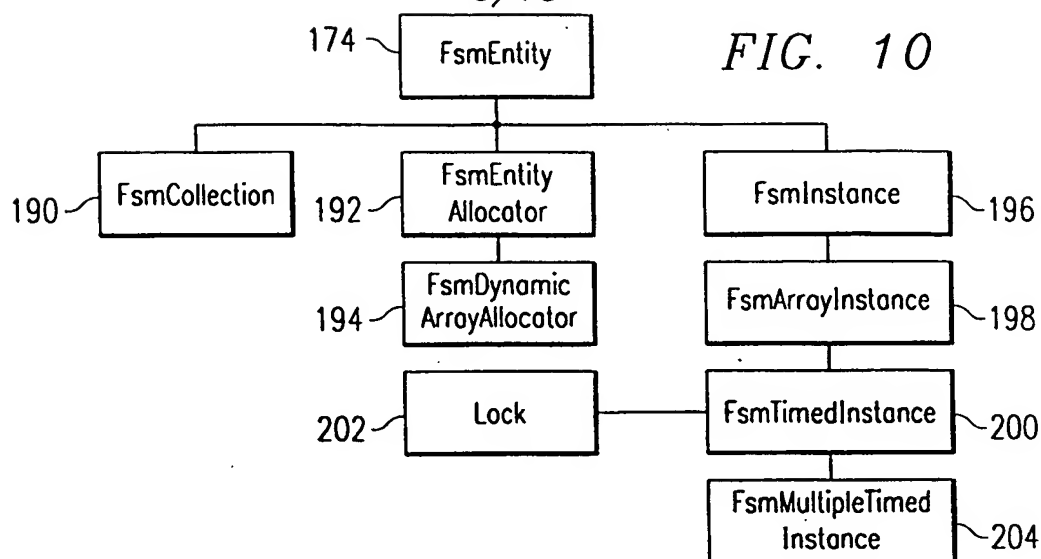 174
FsmEntity
FIG. 10
190
FsmCollection
192
FsmEntity
Allocator
FsmInstance
196
194
FsmDynamic
ArrayAllocator
FsmArrayInstance
198
202
Lock
FsmTimedInstance
200
FsmMultipleTimed
Instance
204